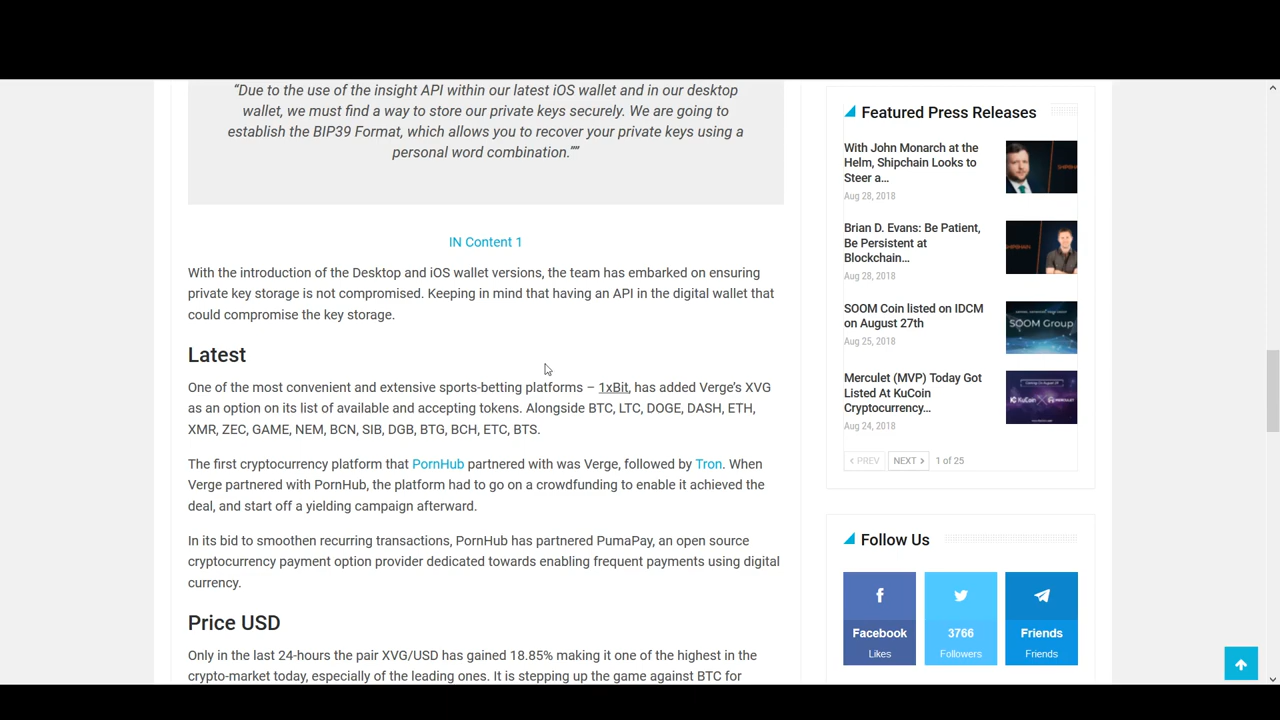 “Due to the use of the insight API within our latest iOS wallet and in our desktop
wallet, we must find a way to store our private keys securely. We are going to
establish the BIP39 Format, which allows you to recover your private keys using a
personal word combination.””
IN Content 1
With the introduction of the Desktop and iOS wallet versions, the team has embarked on ensuring
private key storage is not compromised. Keeping in mind that having an API in the digital wallet that
could compromise the key storage.
Latest
One of the most convenient and extensive sports-betting platforms – 1xBit, has added Verge’s XVG
as an option on its list of available and accepting tokens. Alongside BTC, LTC, DOGE, DASH, ETH,
XMR, ZEC, GAME, NEM, BCN, SIB, DGB, BTG, BCH, ETC, BTS.
The first cryptocurrency platform that PornHub partnered with was Verge, followed by Tron. When
Verge partnered with PornHub, the platform had to go on a crowdfunding to enable it achieved the
deal, and start off a yielding campaign afterward.
In its bid to smoothen recurring transactions, PornHub has partnered PumaPay, an open source
cryptocurrency payment option provider dedicated towards enabling frequent payments using digital
currency.
Price USD
Only in the last 24-hours the pair XVG/USD has gained 18.85% making it one of the highest in the
crypto-market today, especially of the leading ones. It is stepping up the game against BTC for
Featured Press Releases
With John Monarch at the
Helm, Shipchain Looks to
Steer a...
Aug 28, 2018
Brian D. Evans: Be Patient,
Be Persistent at
Blockchain...
Aug 28, 2018
SOOM Coin listed on IDCM
on August 27th
Aug 25, 2018
SOOM Group
Merculet (MVP) Today Got
Listed At KuCoin
Cryptocurrency...
Aug 24, 2018
PREV
NEXT
1 of 25
Follow Us
Facebook
Likes
3766
Followers
Friends
Friends